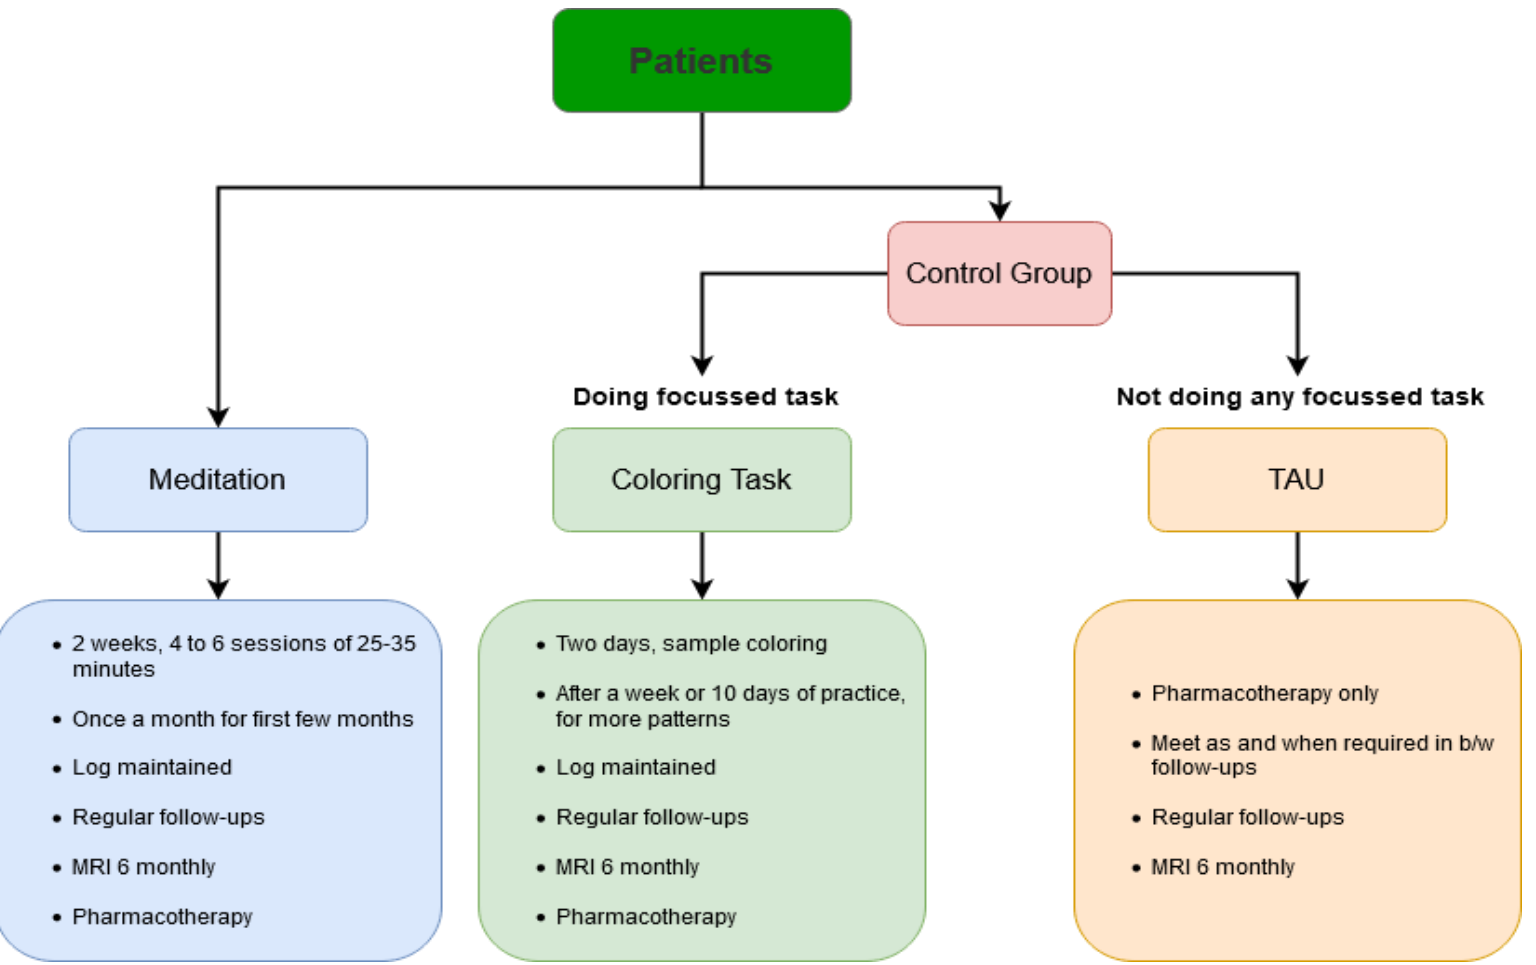 Patients
Control Group
Doing focussed task
Not doing any focussed task
Meditation
Coloring Task
TAU
• 2 weeks, 4 to 6 sessions of 25-35
minutes
• Once a month for first few months
• Log maintained
• Regular follow-ups
• MRI 6 monthly
• Pharmacotherapy
• Two days, sample coloring
• After a week or 10 days of practice,
for more patterns
• Log maintained
• Regular follow-ups
• MRI 6 monthly
• Pharmacotherapy
• Pharmacotherapy only
• Meet as and when required in b/w
follow-ups
• Regular follow-ups
• MRI 6 monthly